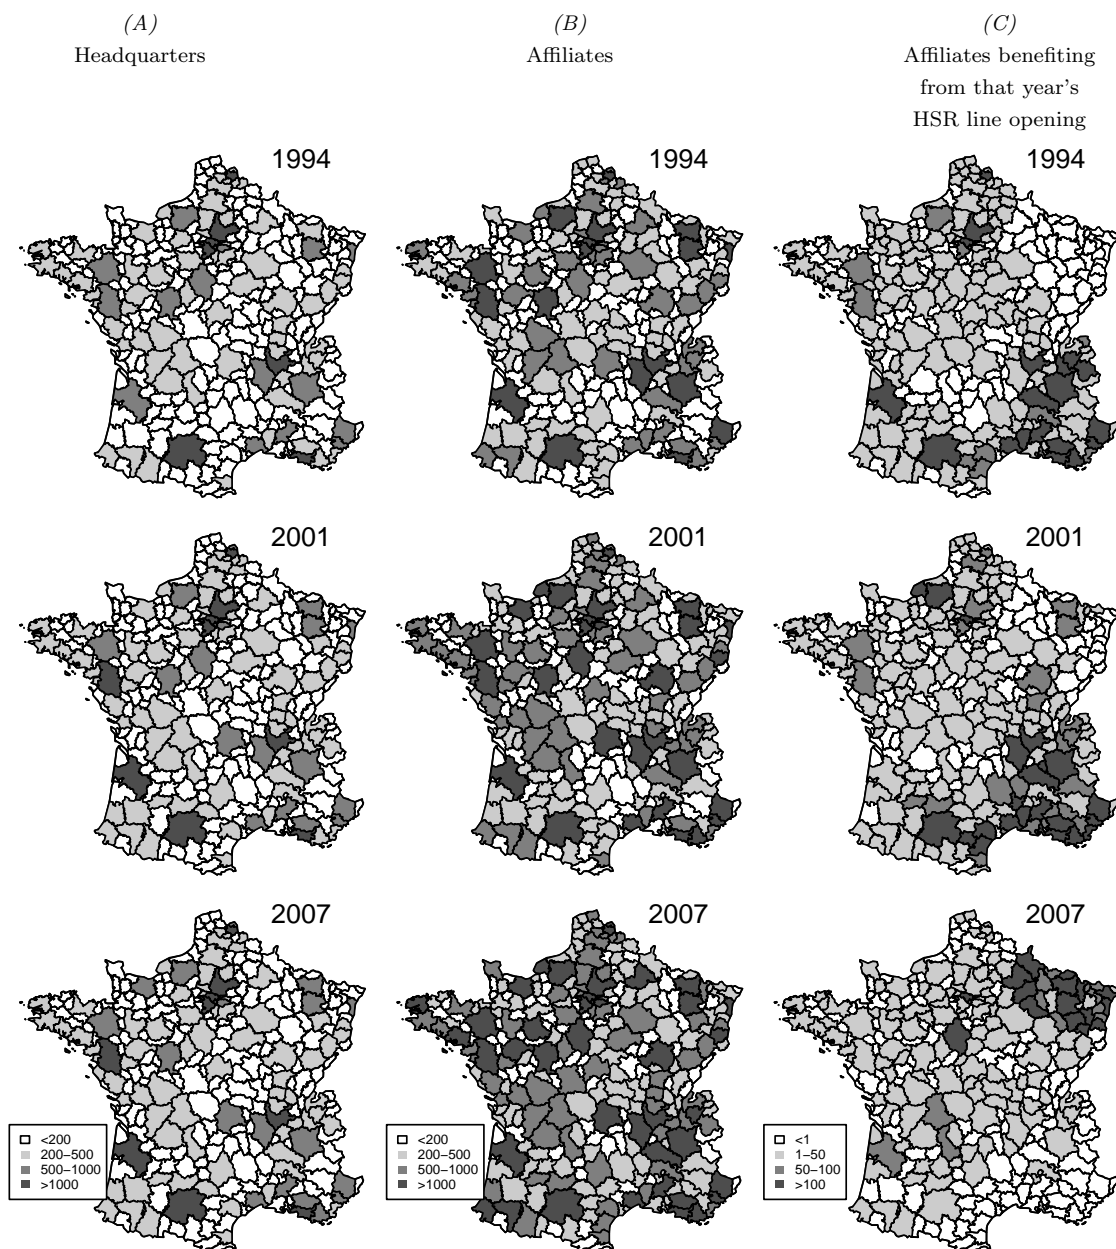 (A)
Headquarters
(B)
Affiliates
(C)
Affiliates benefiting
from that year's
HSR line opening
1994
1994
1994
2001
2001
2001
2007
2007
2007
<200
200–500
500–1000
>1000
<200
200–500
500–1000
>1000
<1
1–50
50–100
>100